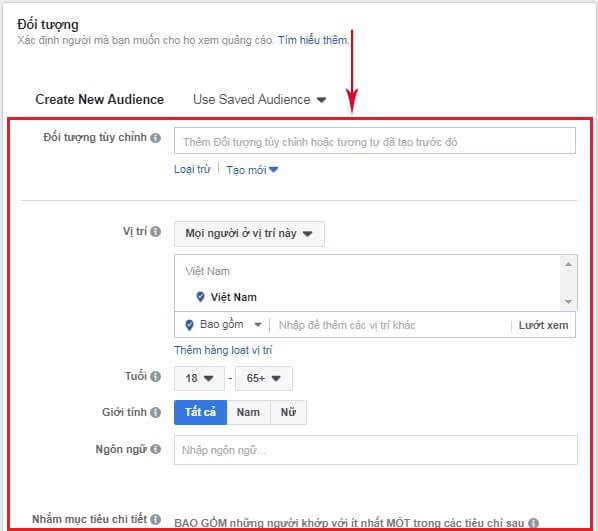 Đối tượng
Xác định người mà bạn muốn cho họ xem quảng cáo. Tìm hiểu thêm.
Create New Audience Use Saved Audience
Đối tượng tùy chỉnh Thêm Đối tượng tùy chỉnh hoặc tương tự đã tạo trước đó
Loại trừ Tạo mới
Vị trí Mọi người ở vị trí này
Việt Nam
Việt Nam
Bao gồm Nhập để thêm các vị trí khác Lướt xem
Thêm hàng loạt vị trí
Tuổi 18 - 65+
Giới tính Tất cả Nam Nữ
Ngôn ngữ Nhập ngôn ngữ...
Nhắm mục tiêu chi tiết BAO GỒM những người khớp với ít nhất MỘT trong các tiêu chí sau